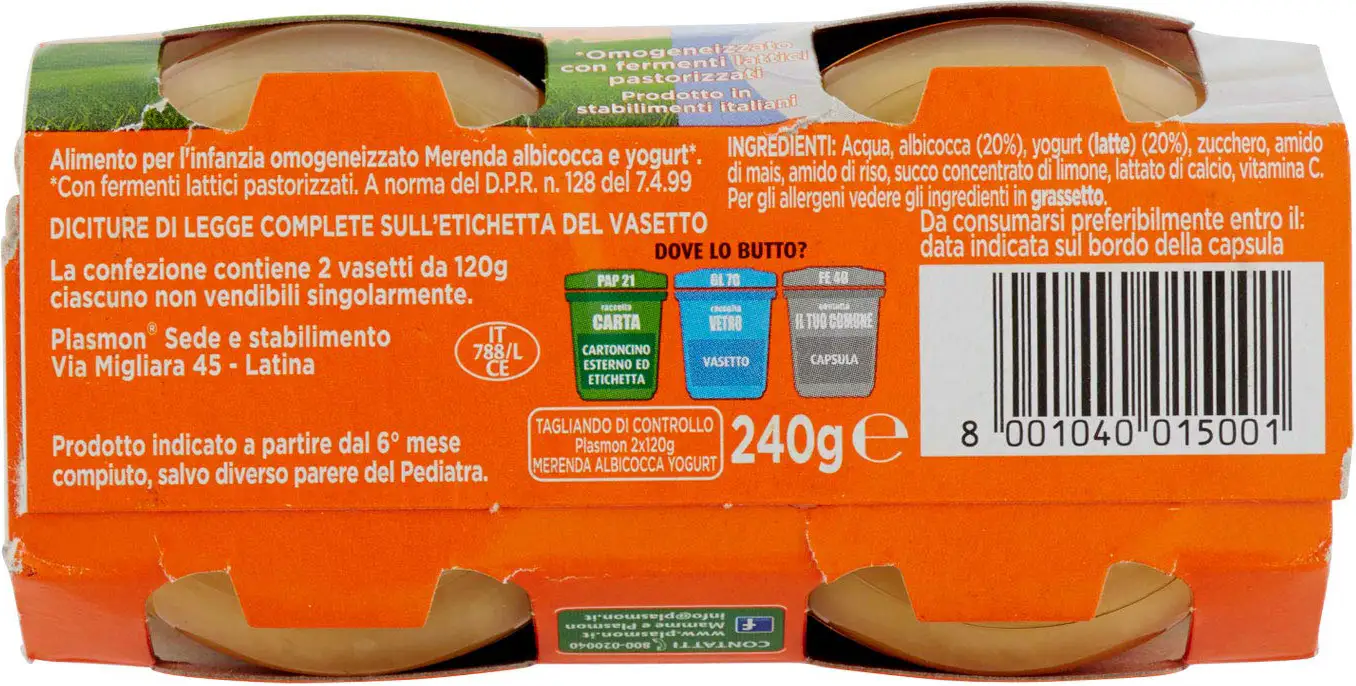 *Omogeneizzato
con fermenti lattici
pastorizzati
Prodotto in
stabilimenti italiani
Alimento per l'infanzia omogeneizzato Merenda albicocca e yogurt*.
*Con fermenti lattici pastorizzati. A norma del D.P.R. n. 128 del 7.4.99
DICITURE DI LEGGE COMPLETE SULL'ETICHETTA DEL VASETTO
La confezione contiene 2 vasetti da 120g
ciascuno non vendibili singolarmente.
Plasmon® Sede e stabilimento
Via Migliara 45 - Latina
IT
788/L
CE
Prodotto indicato a partire dal 6° mese
compiuto, salvo diverso parere del Pediatra.
INGREDIENTI: Acqua, albicocca (20%), yogurt (latte) (20%), zucchero, amido
di mais, amido di riso, succo concentrato di limone, lattato di calcio, vitamina C.
Per gli allergeni vedere gli ingredienti in grassetto.
Da consumarsi preferibilmente entro il:
data indicata sul bordo della capsula
DOVE LO BUTTO?
PAP 21
raccolta
CARTA
CARTONCINO
ESTERNO ED
ETICHETTA
GL 70
raccolta
VETRO
VASETTO
FE 40
raccolta
IL TUO COMUNE
CAPSULA
TAGLIANDO DI CONTROLLO
Plasmon 2x120g
MERENDA ALBICOCCA YOGURT
240g e
8 001040 015001
CONTATTI 800-020040
www.plasmon.it
Mamme e Plasmon
info@plasmon.it